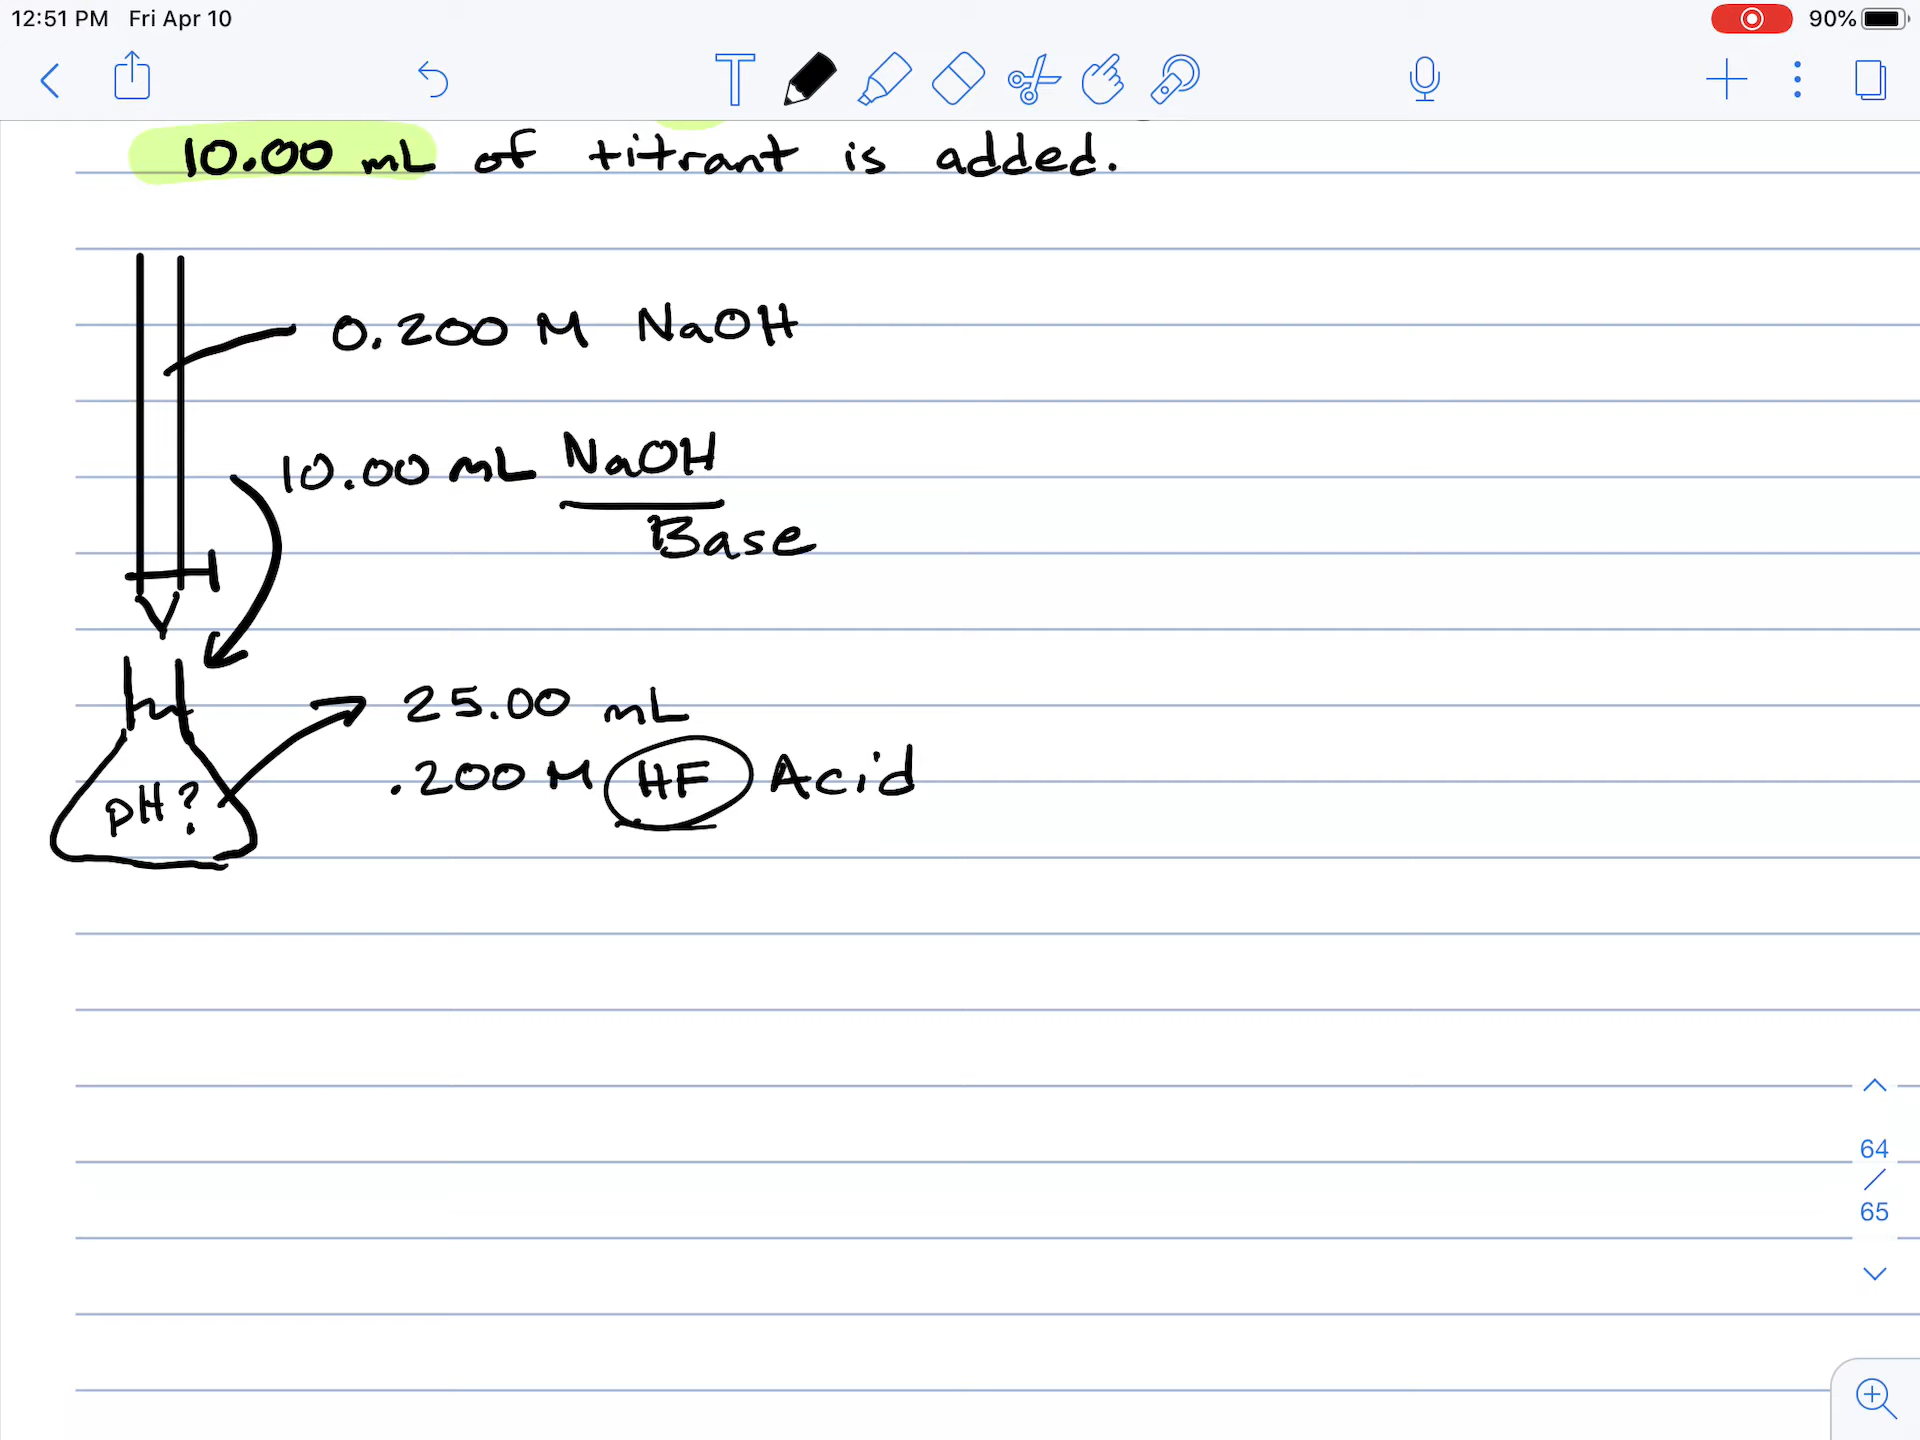 12:51 PM Fri Apr 10 90%
T
10.00 mL of titrant is added.
0.200 M NaOH
10.00 mL NaOH
Base
25.00 mL
.200 M HF Acid
pH?
64
/
65